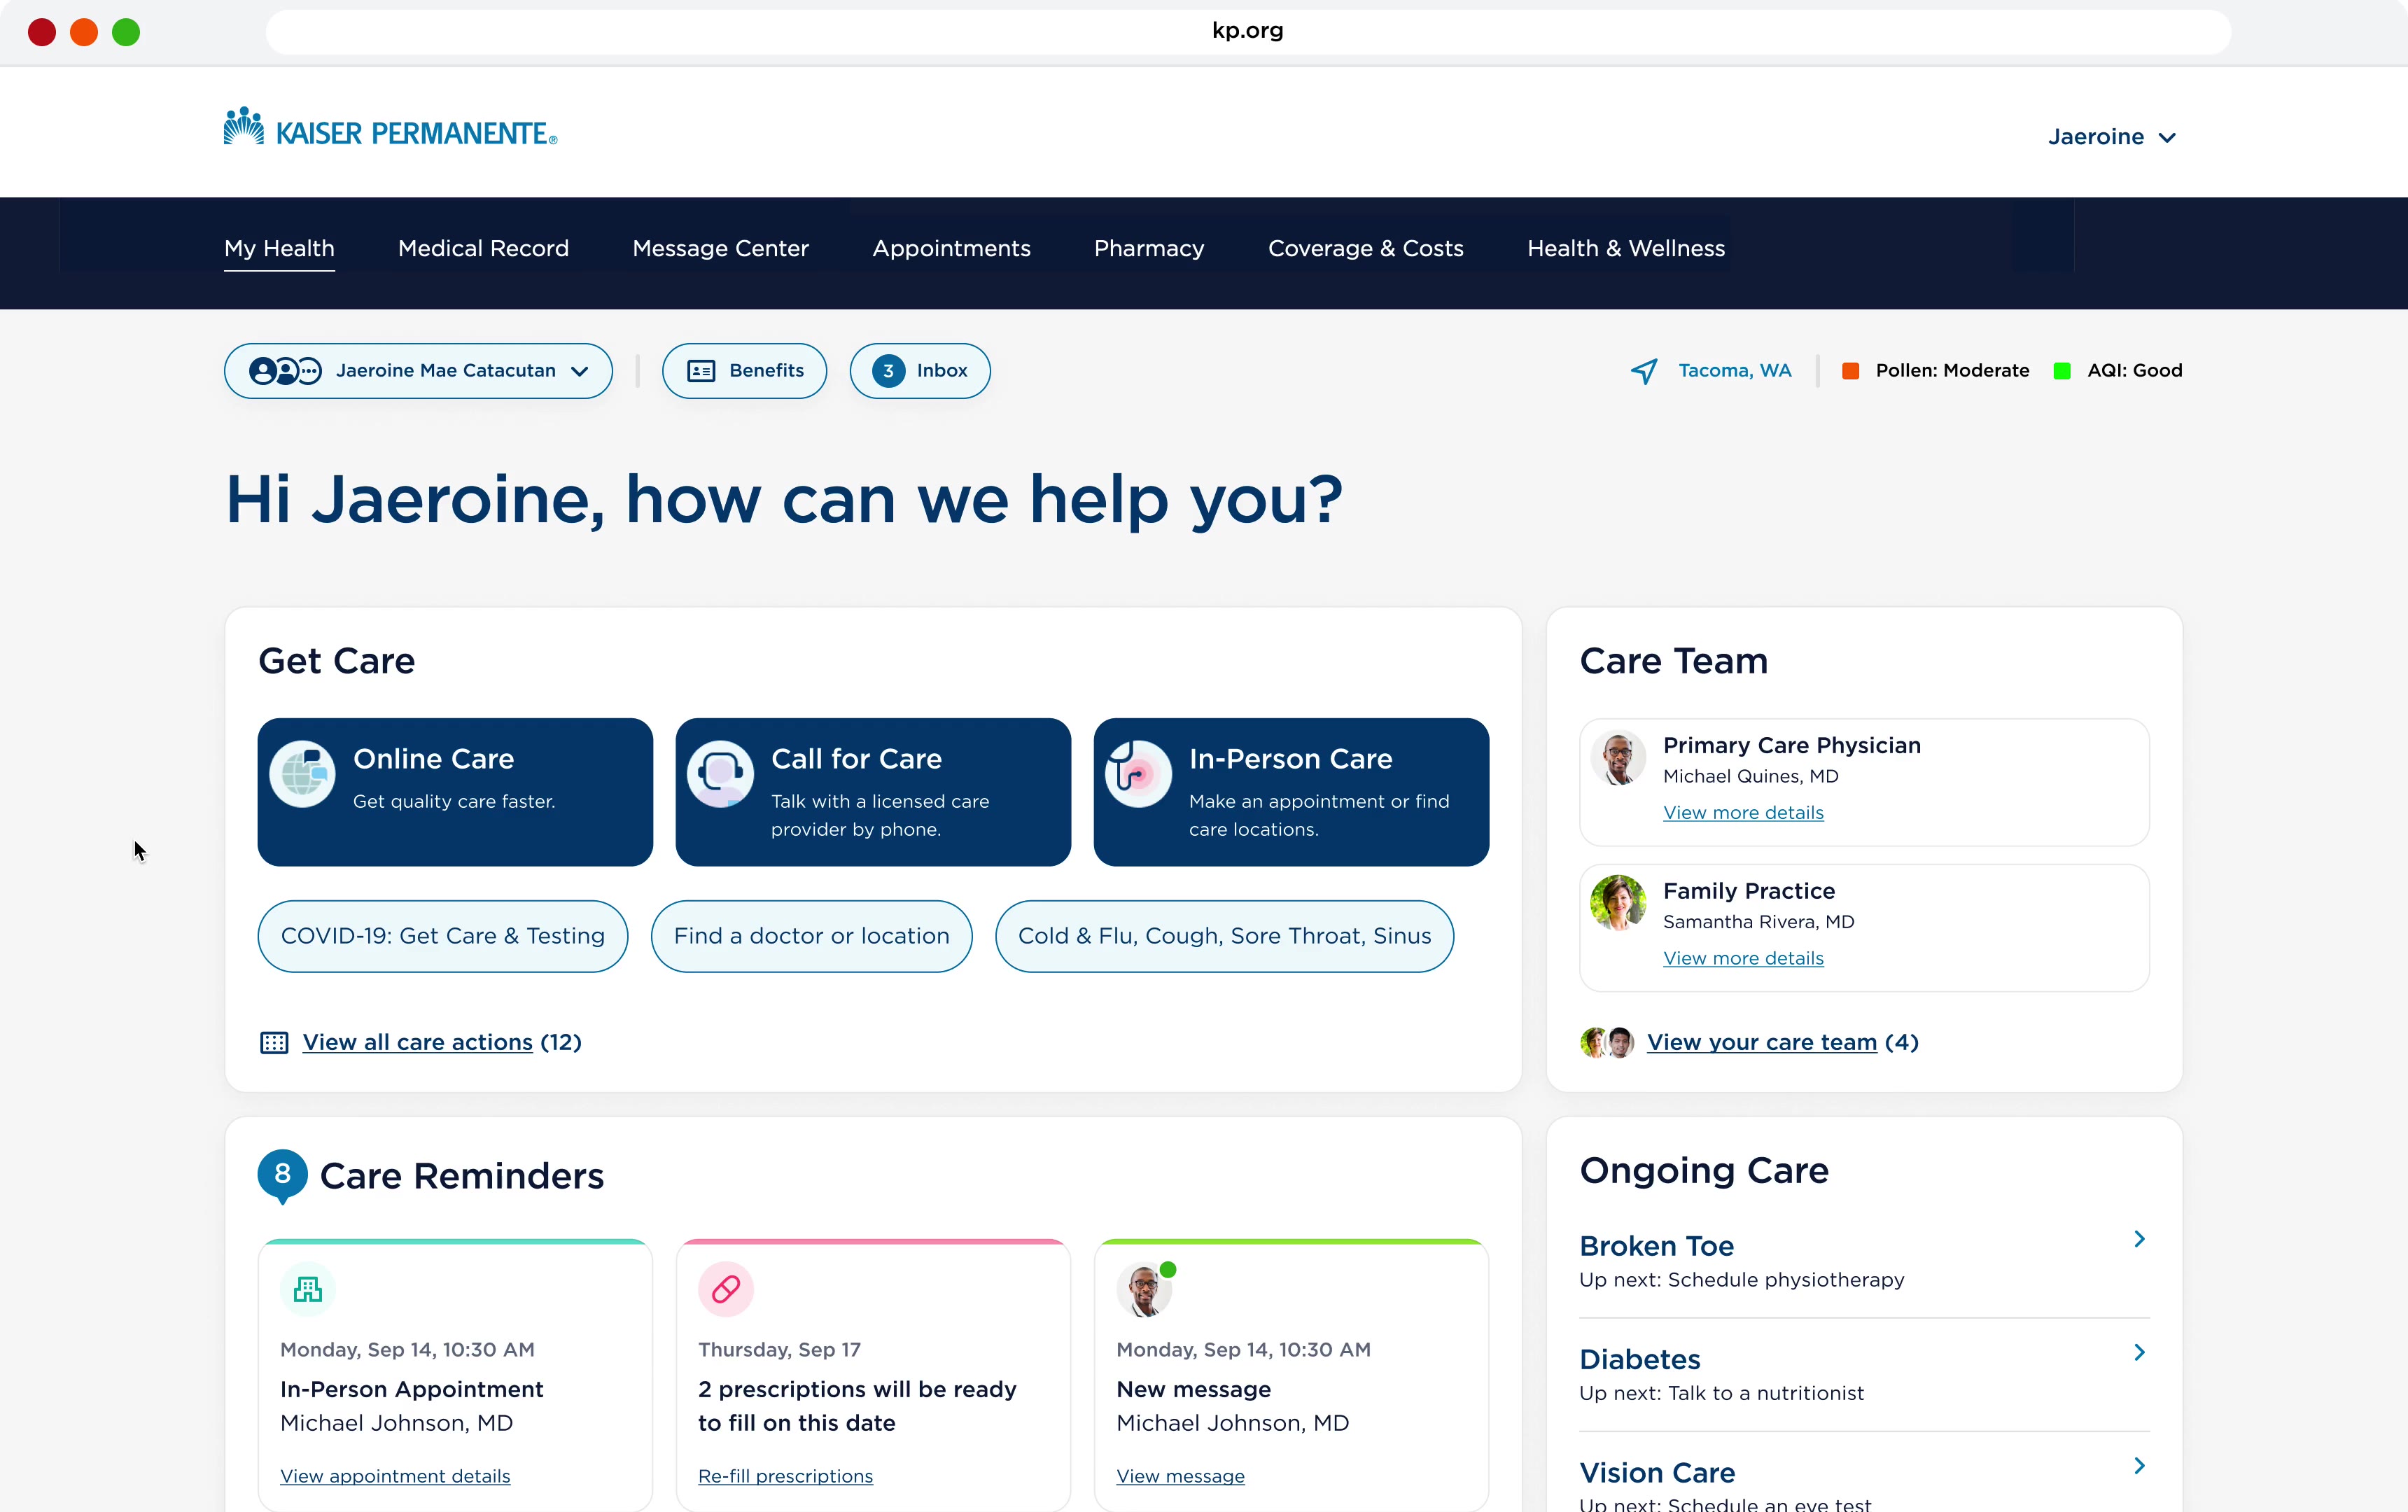 kp.org
KAISER PERMANENTE®
Jaeroine
My Health
Medical Record
Message Center
Appointments
Pharmacy
Coverage & Costs
Health & Wellness
Jaeroine Mae Catacutan
Benefits
3
Inbox
Tacoma, WA
Pollen: Moderate
AQI: Good
Hi Jaeroine, how can we help you?
Get Care
Online Care
Get quality care faster.
Call for Care
Talk with a licensed care
provider by phone.
In-Person Care
Make an appointment or find
care locations.
COVID-19: Get Care & Testing
Find a doctor or location
Cold & Flu, Cough, Sore Throat, Sinus
View all care actions (12)
Care Team
Primary Care Physician
Michael Quines, MD
View more details
Family Practice
Samantha Rivera, MD
View more details
View your care team (4)
8
Care Reminders
Monday, Sep 14, 10:30 AM
In-Person Appointment
Michael Johnson, MD
View appointment details
Thursday, Sep 17
2 prescriptions will be ready
to fill on this date
Re-fill prescriptions
Monday, Sep 14, 10:30 AM
New message
Michael Johnson, MD
View message
Ongoing Care
Broken Toe
Up next: Schedule physiotherapy
Diabetes
Up next: Talk to a nutritionist
Vision Care
Up next: Schedule an eye test